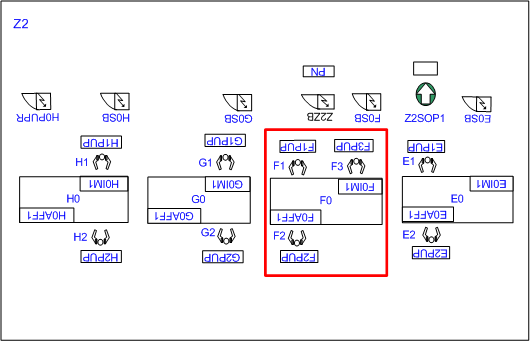 Z2
PN
H0PUPR
H0SB
G0SB
Z2ZB
F0SB
Z2SOP1
E0SB
H1PUP
G1PUP
F1PUP
F3PUP
E1PUP
H1
G1
F1
F3
E1
H0IM1
G0IM1
F0IM1
E0IM1
H0
G0
F0
E0
H0AFF1
G0AFF1
F0AFF1
E0AFF1
H2
G2
F2
E2
H2PUP
G2PUP
F2PUP
E2PUP